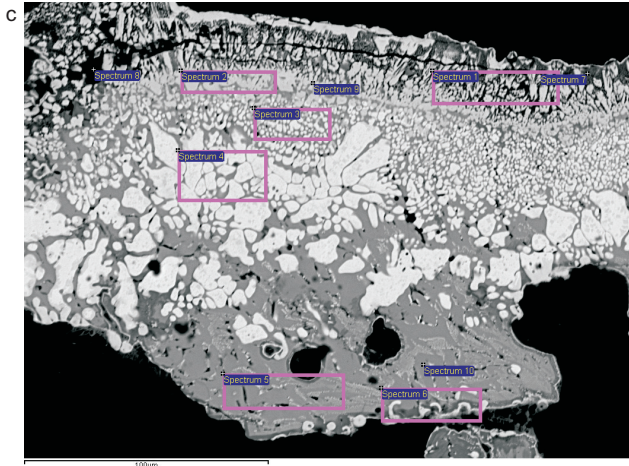 c
Spectrum 8
Spectrum 2
Spectrum 9
Spectrum 1
Spectrum 7
Spectrum 3
Spectrum 4
Spectrum 5
Spectrum 10
Spectrum 6
100μm